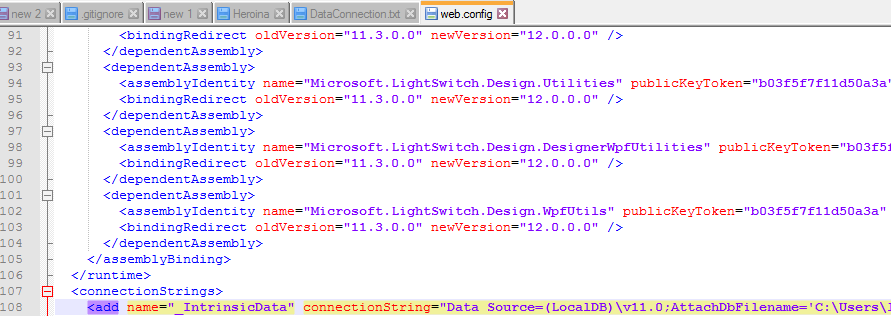 new 2 .gitignore new 1 Heroina DataConnection.txt web.config
91 <bindingRedirect oldVersion="11.3.0.0" newVersion="12.0.0.0" />
92 </dependentAssembly>
93 <dependentAssembly>
94 <assemblyIdentity name="Microsoft.LightSwitch.Design.Utilities" publicKeyToken="b03f5f7f11d50a3a"
95 <bindingRedirect oldVersion="11.3.0.0" newVersion="12.0.0.0" />
96 </dependentAssembly>
97 <dependentAssembly>
98 <assemblyIdentity name="Microsoft.LightSwitch.Design.DesignerWpfUtilities" publicKeyToken="b03f5f
99 <bindingRedirect oldVersion="11.3.0.0" newVersion="12.0.0.0" />
100 </dependentAssembly>
101 <dependentAssembly>
102 <assemblyIdentity name="Microsoft.LightSwitch.Design.WpfUtils" publicKeyToken="b03f5f7f11d50a3a"
103 <bindingRedirect oldVersion="11.3.0.0" newVersion="12.0.0.0" />
104 </dependentAssembly>
105 </assemblyBinding>
106 </runtime>
107 <connectionStrings>
108 <add name="_IntrinsicData" connectionString="Data Source=(LocalDB)\v11.0;AttachDbFilename='C:\Users\